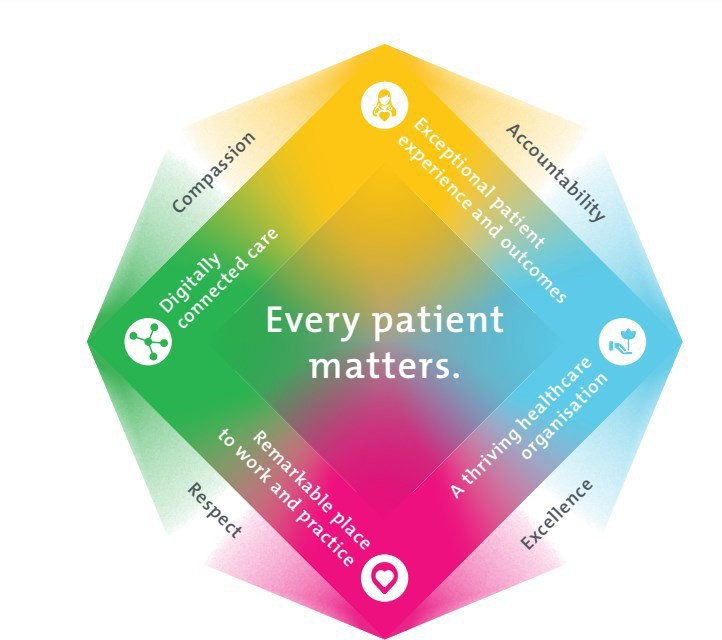 Compassion
Accountability
Exceptional patient
experience and outcomes
Digitally
connected care
Every patient
matters.
A thriving healthcare
organisation
Remarkable place
to work and practice
Respect
Excellence